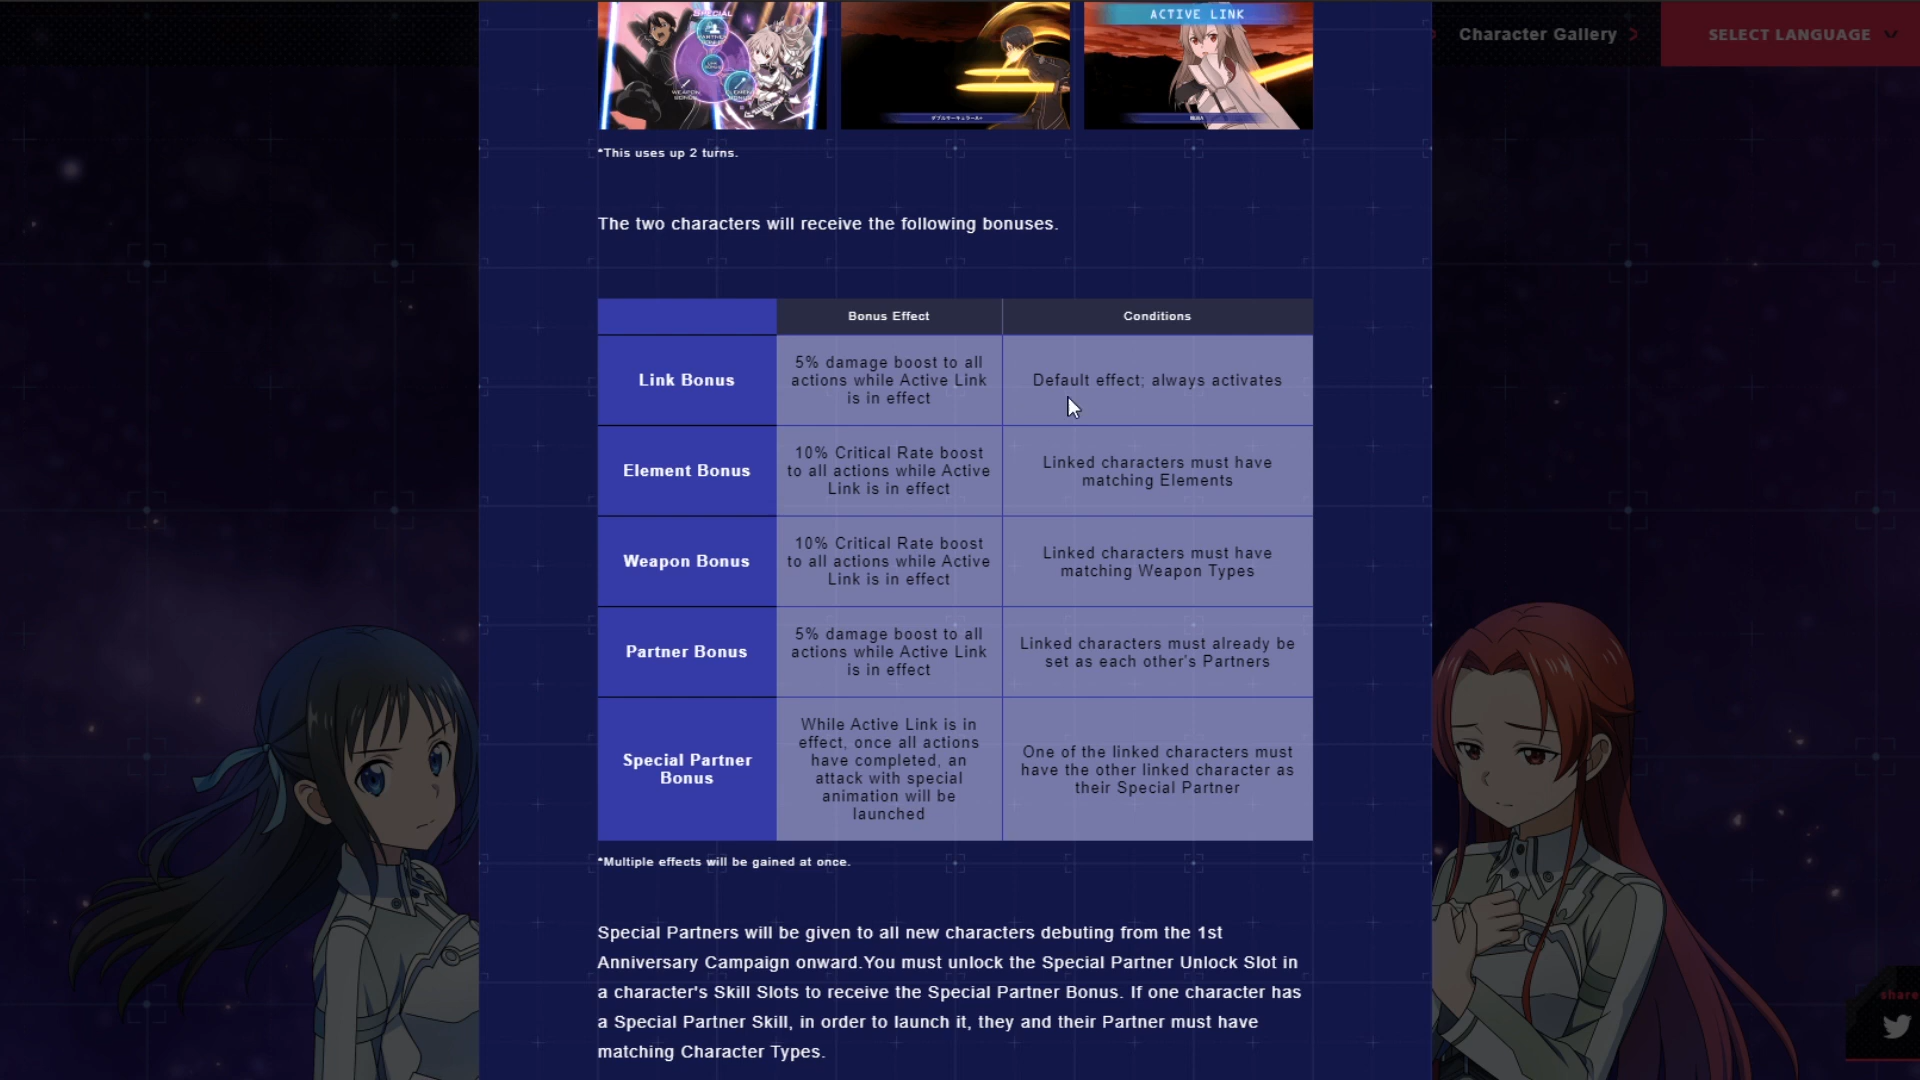 SPECIAL
PARTNER BONUS
LINK BONUS
WEAPON BONUS
ELEMENT BONUS
ACTIVE LINK
Character Gallery
SELECT LANGUAGE
*This uses up 2 turns.
The two characters will receive the following bonuses.
Bonus Effect
Conditions
Link Bonus
5% damage boost to all
actions while Active Link
is in effect
Default effect; always activates
Element Bonus
10% Critical Rate boost
to all actions while Active
Link is in effect
Linked characters must have
matching Elements
Weapon Bonus
10% Critical Rate boost
to all actions while Active
Link is in effect
Linked characters must have
matching Weapon Types
Partner Bonus
5% damage boost to all
actions while Active Link
is in effect
Linked characters must already be
set as each other's Partners
Special Partner
Bonus
While Active Link is in
effect, once all actions
have completed, an
attack with special
animation will be
launched
One of the linked characters must
have the other linked character as
their Special Partner
*Multiple effects will be gained at once.
Special Partners will be given to all new characters debuting from the 1st
Anniversary Campaign onward.You must unlock the Special Partner Unlock Slot in
a character's Skill Slots to receive the Special Partner Bonus. If one character has
a Special Partner Skill, in order to launch it, they and their Partner must have
matching Character Types.
share